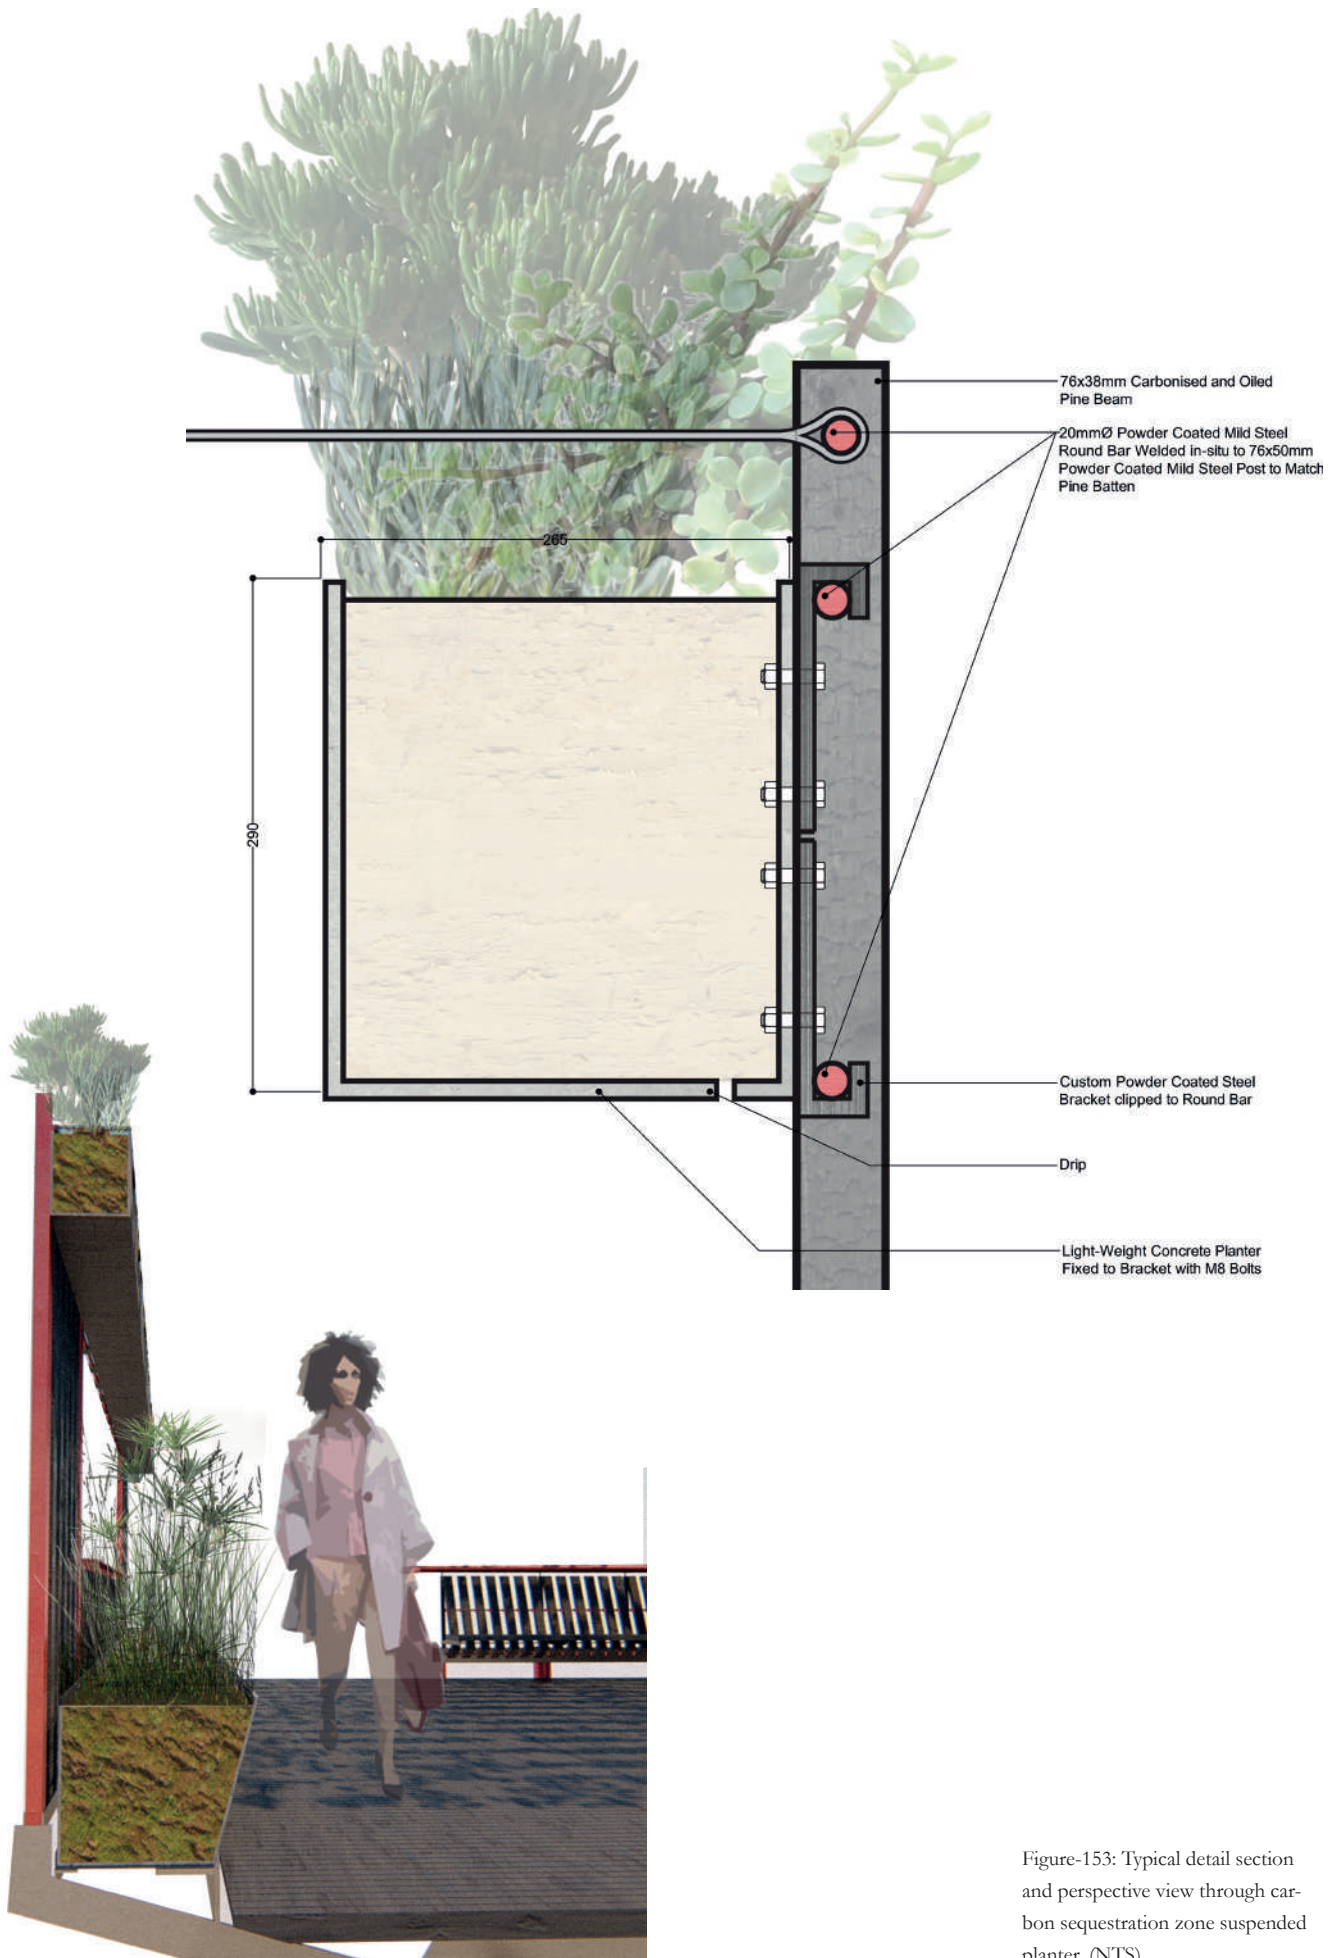 76x38mm Carbonised and Oiled
Pine Beam
20mmØ Powder Coated Mild Steel
Round Bar Welded in-situ to 76x50mm
Powder Coated Mild Steel Post to Match
Pine Batten
265
290
Custom Powder Coated Steel
Bracket clipped to Round Bar
Drip
Light-Weight Concrete Planter
Fixed to Bracket with M8 Bolts
Figure-153: Typical detail section
and perspective view through car-
bon sequestration zone suspended
planter. (NTS)